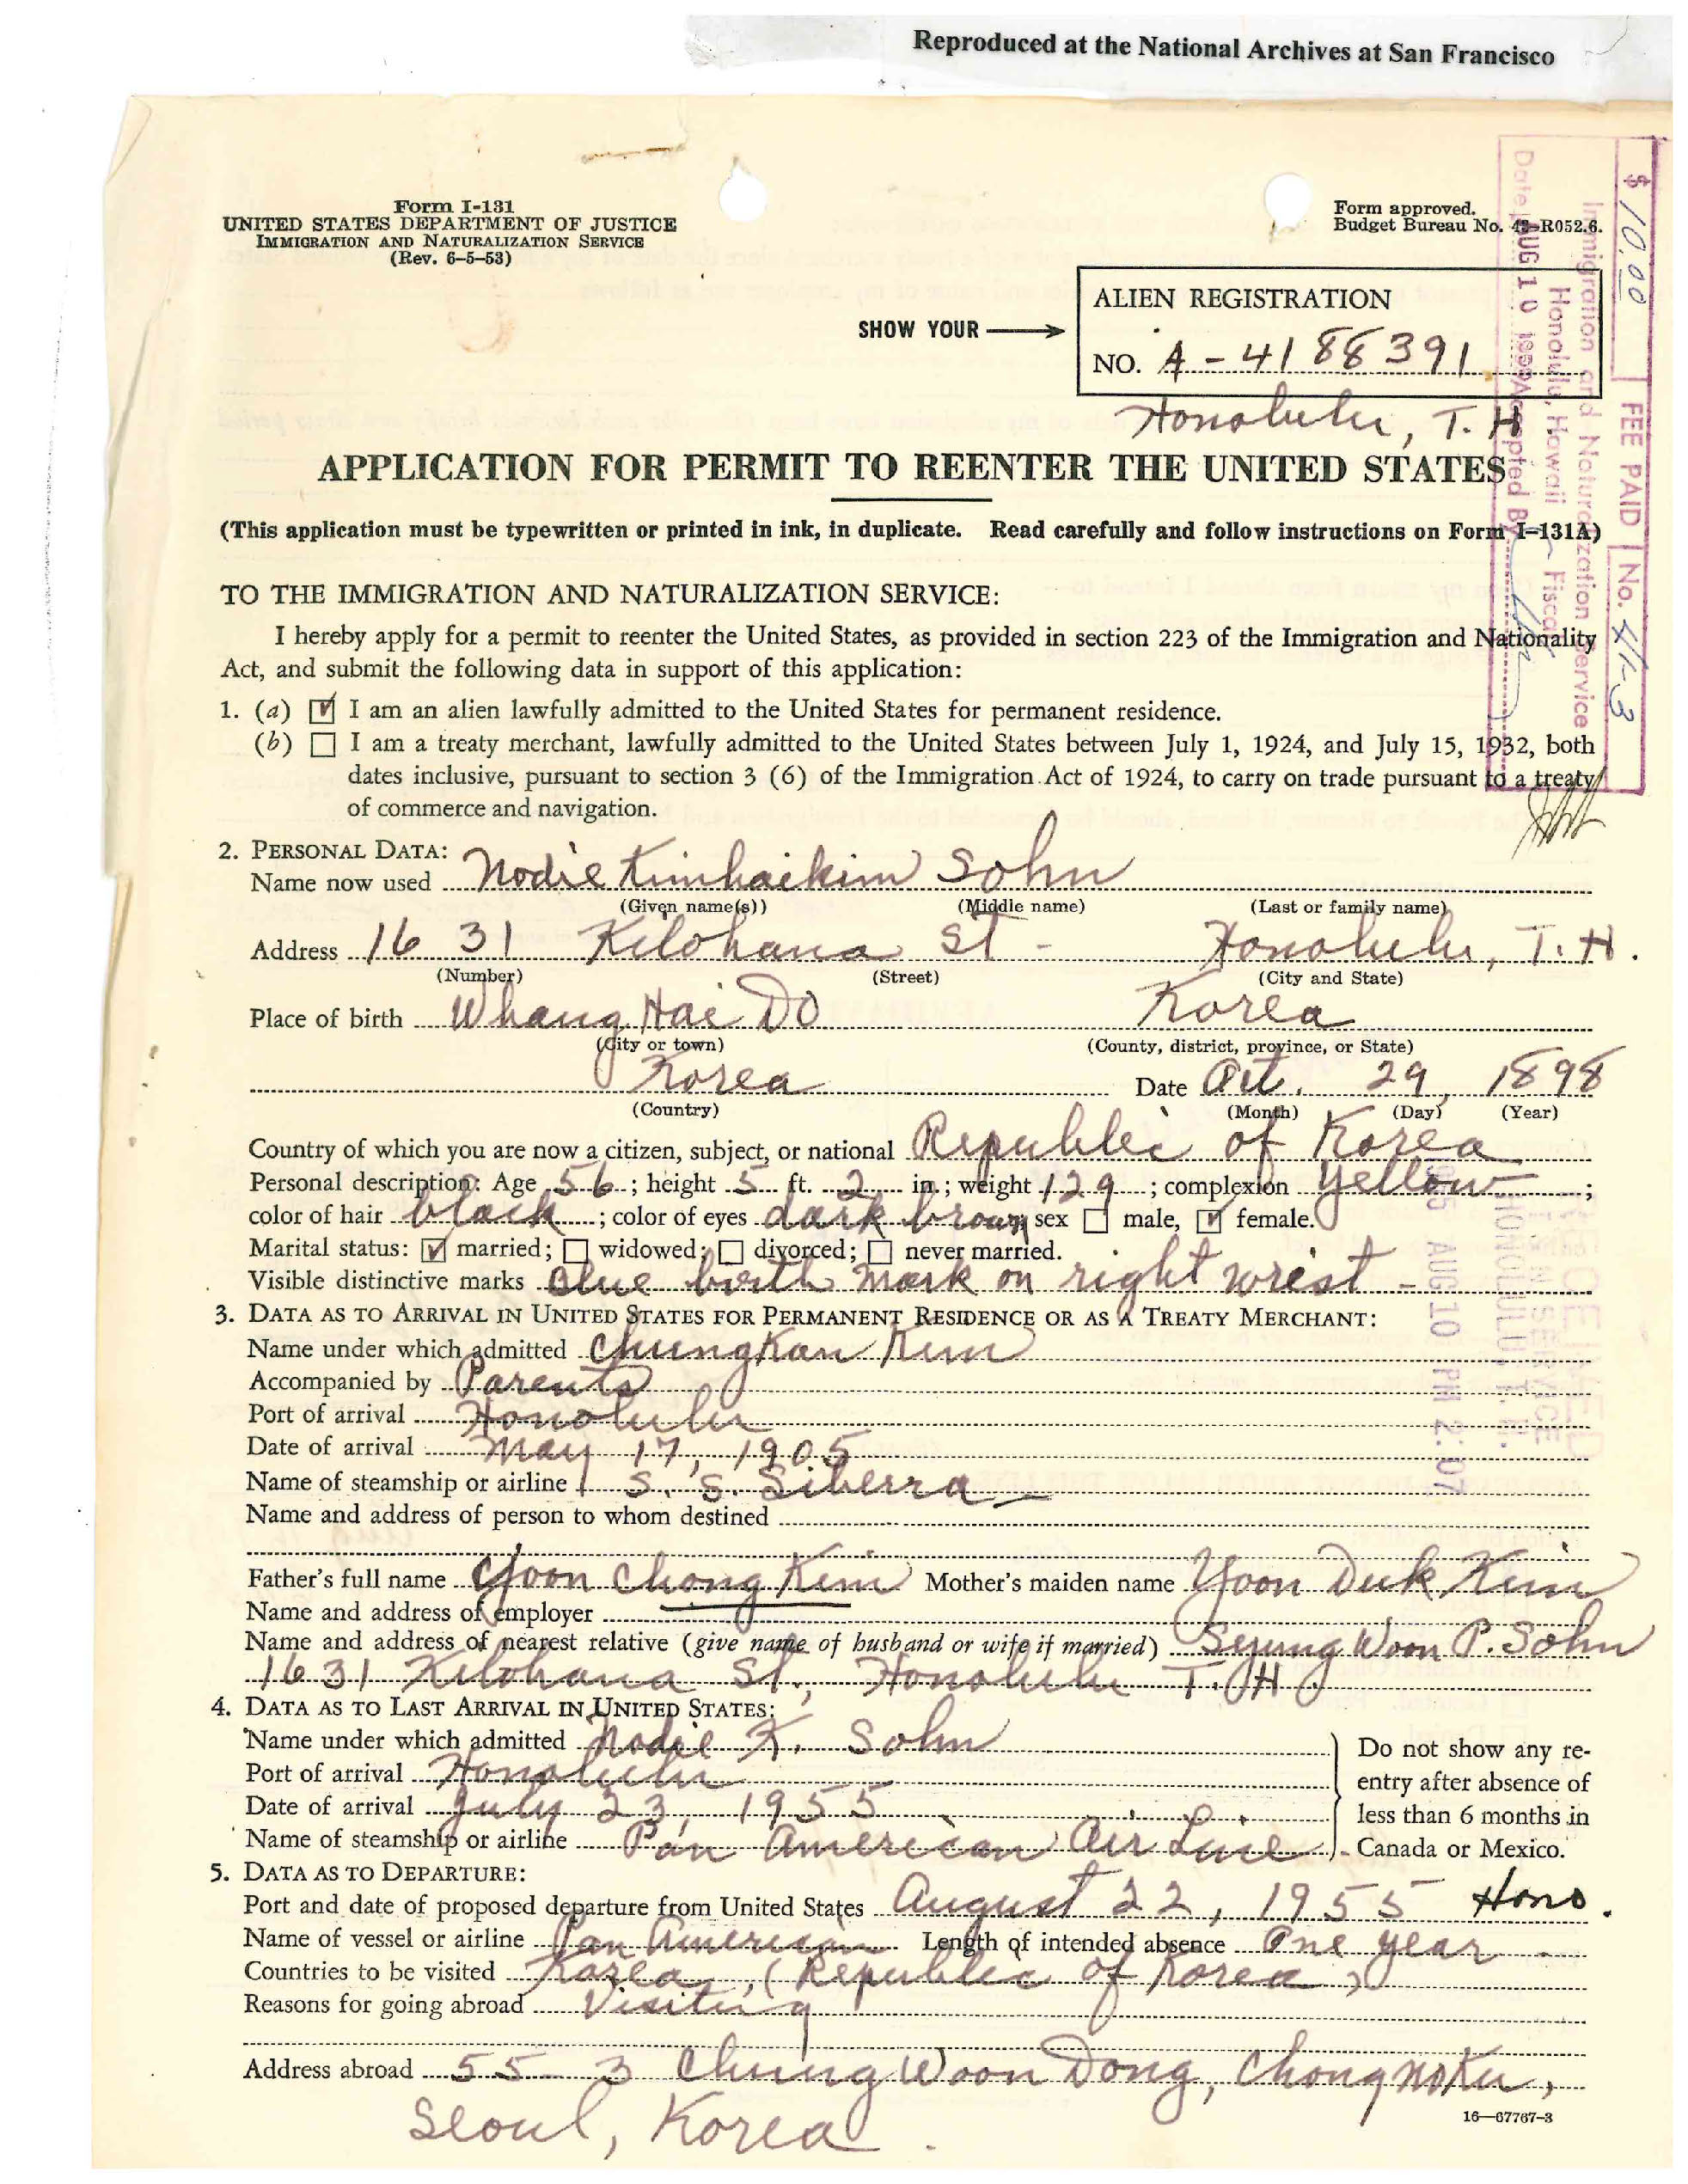 Reproduced at the National Archives at San Francisco
Form I-131
UNITED STATES DEPARTMENT OF JUSTICE
IMMIGRATION AND NATURALIZATION SERVICE
(Rev. 6-5-53)
Form approved.
Budget Bureau No. 43-R052.6.
$ 10.00 FEE PAID No.
Immigration and Naturalization Service
Honolulu, Hawaii - Fiscal
Date AUG 10 1955 Accepted By
SHOW YOUR
ALIEN REGISTRATION
NO. A-4188391
Honolulu, T. H
APPLICATION FOR PERMIT TO REENTER THE UNITED STATES
(This application must be typewritten or printed in ink, in duplicate. Read carefully and follow instructions on Form I-131A)
TO THE IMMIGRATION AND NATURALIZATION SERVICE:
I hereby apply for a permit to reenter the United States, as provided in section 223 of the Immigration and Nationality
Act, and submit the following data in support of this application:
1. (a) I am an alien lawfully admitted to the United States for permanent residence.
(b) I am a treaty merchant, lawfully admitted to the United States between July 1, 1924, and July 15, 1932, both
dates inclusive, pursuant to section 3 (6) of the Immigration Act of 1924, to carry on trade pursuant to a treaty
of commerce and navigation.
2. PERSONAL DATA:
Name now used Nodie Kimhaikim Sohn
(Given name(s)) (Middle name) (Last or family name)
Address 1631 Kilohana St - Honolulu, T. H.
(Number) (Street) (City and State)
Place of birth Whang Hai Do Korea
(City or town) (County, district, province, or State)
Korea Date Oct. 29, 1898
(Country) (Month) (Day) (Year)
Country of which you are now a citizen, subject, or national Republic of Korea
Personal description: Age 56; height 5 ft. 2 in; weight 129; complexion yellow;
color of hair black; color of eyes dark brown sex male, female.
Marital status: married; widowed; divorced; never married.
Visible distinctive marks Blue birth mark on right wrist -
3. DATA AS TO ARRIVAL IN UNITED STATES FOR PERMANENT RESIDENCE OR AS A TREATY MERCHANT:
Name under which admitted Chungkan Kim
Accompanied by Parents
Port of arrival Honolulu
Date of arrival May 17, 1905
Name of steamship or airline S. S. Siberra
Name and address of person to whom destined
Father's full name Yoon Chong Kim Mother's maiden name Yoon Duk Kim
Name and address of employer
Name and address of nearest relative (give name of husband or wife if married) Seyung Woon P. Sohn
1631 Kilohana St., Honolulu T. H.
4. DATA AS TO LAST ARRIVAL IN UNITED STATES:
Name under which admitted Nodie K. Sohn
Port of arrival Honolulu
Date of arrival July 23, 1955
Name of steamship or airline Pan American Air Line
Do not show any re-
entry after absence of
less than 6 months in
Canada or Mexico.
5. DATA AS TO DEPARTURE:
Port and date of proposed departure from United States August 22, 1955 Hono.
Name of vessel or airline Pan American Length of intended absence One year -
Countries to be visited Korea, (Republic of Korea)
Reasons for going abroad Visiting
Address abroad 55-3 Chung Woon Dong, Chongnoku,
Seoul, Korea.
16-67767-3
1955 AUG 10 PM 2:07
HONOLULU, T. H.